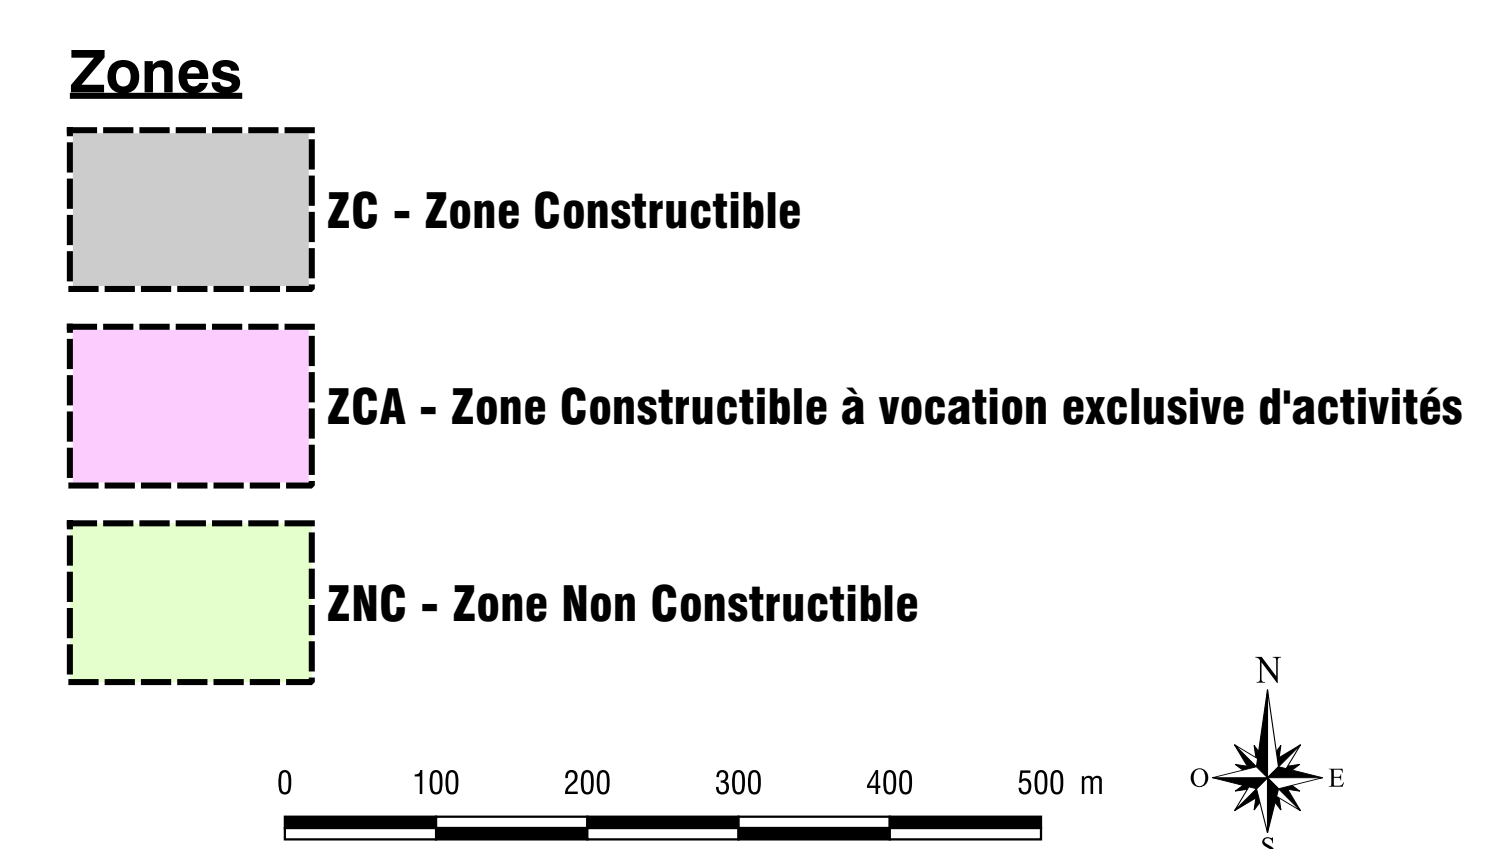 Zones
ZC - Zone Constructible
ZCA - Zone Constructible à vocation exclusive d'activités
ZNC - Zone Non Constructible
N
0 100 200 300 400 500 m
O E
S